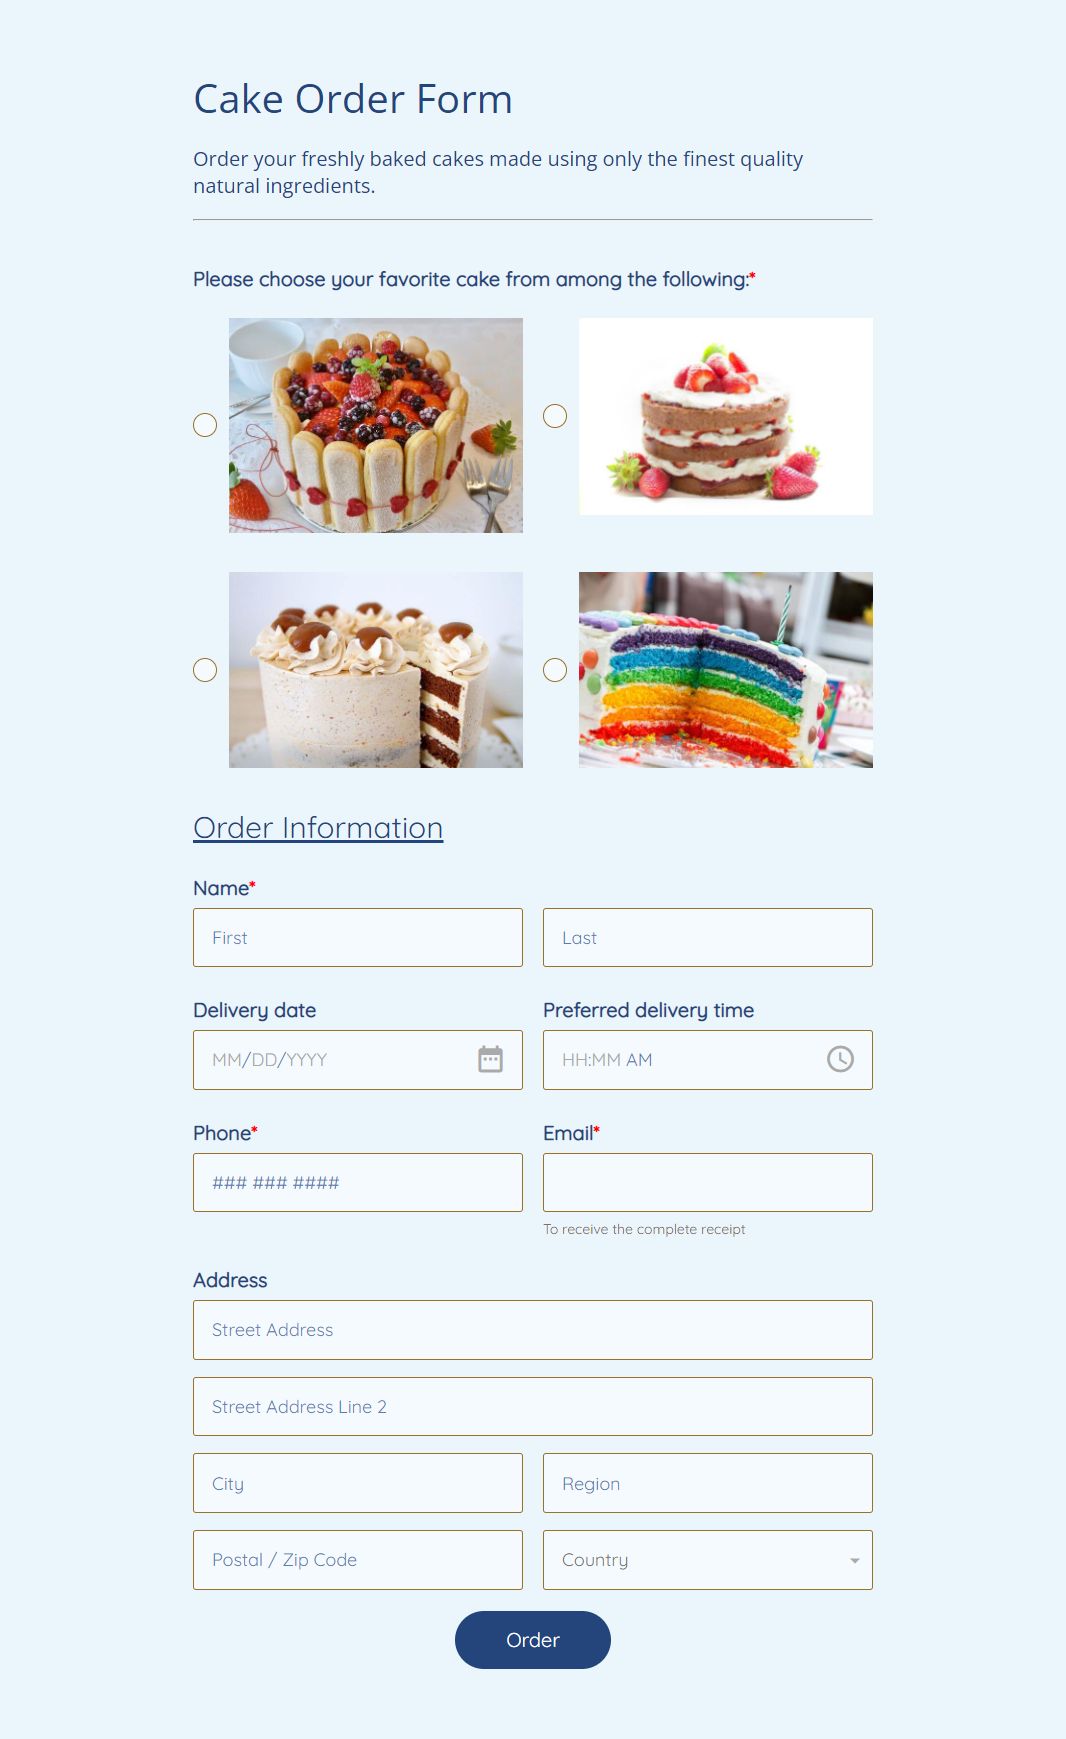 Cake Order Form
Order your freshly baked cakes made using only the finest quality
natural ingredients.
Please choose your favorite cake from among the following:*
Order Information
Name*
First
Last
Delivery date
Preferred delivery time
MM/DD/YYYY
HH:MM AM
Phone*
Email*
### ### ####
To receive the complete receipt
Address
Street Address
Street Address Line 2
City
Region
Postal / Zip Code
Country
Order